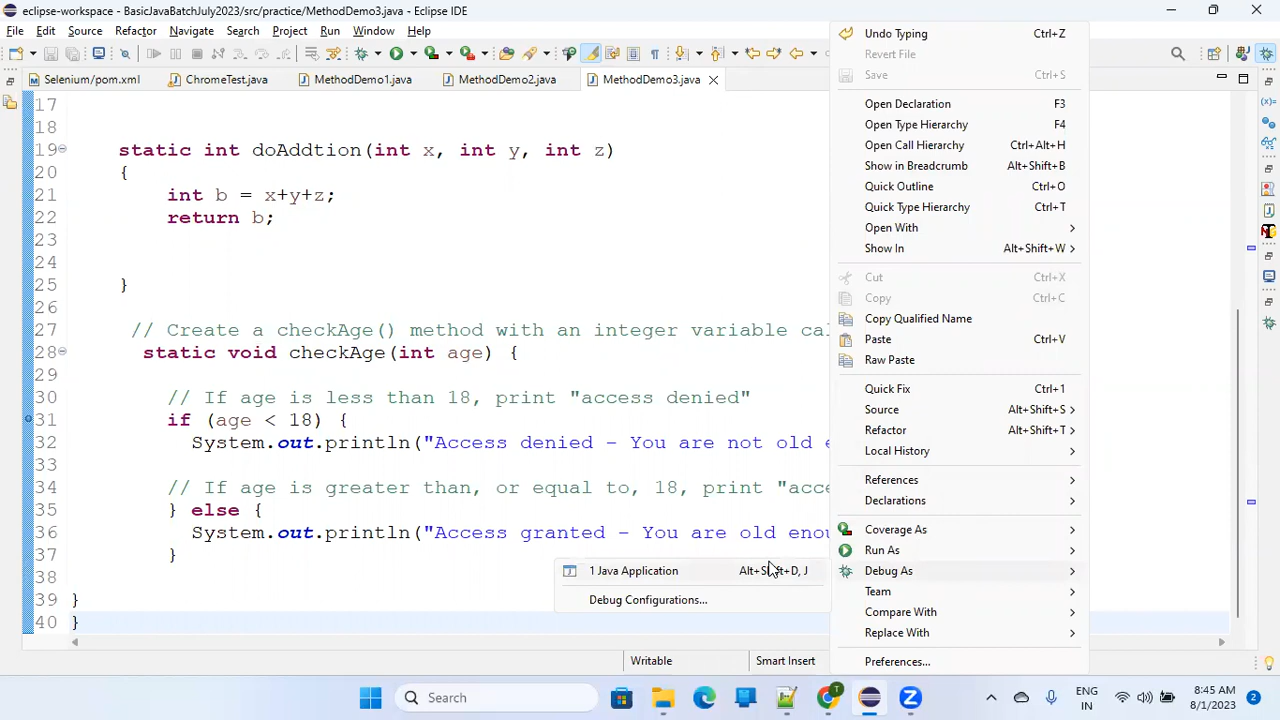 eclipse-workspace - BasicJavaBatchJuly2023/src/practice/MethodDemo3.java - Eclipse IDE
File Edit Source Refactor Navigate Search Project Run Window Help
Selenium/pom.xml ChromeTest.java MethodDemo1.java MethodDemo2.java MethodDemo3.java
17
18
19 static int doAddtion(int x, int y, int z)
20 {
21 int b = x+y+z;
22 return b;
23
24
25 }
26
27 // Create a checkAge() method with an integer variable cal
28 static void checkAge(int age) {
29
30 // If age is less than 18, print "access denied"
31 if (age < 18) {
32 System.out.println("Access denied - You are not old e
33
34 // If age is greater than, or equal to, 18, print "acce
35 } else {
36 System.out.println("Access granted - You are old enou
37 }
39 }
40 }
Undo Typing Ctrl+Z
Revert File
Save Ctrl+S
Open Declaration F3
Open Type Hierarchy F4
Open Call Hierarchy Ctrl+Alt+H
Show in Breadcrumb Alt+Shift+B
Quick Outline Ctrl+O
Quick Type Hierarchy Ctrl+T
Open With
Show In Alt+Shift+W
Cut Ctrl+X
Copy Ctrl+C
Copy Qualified Name
Paste Ctrl+V
Raw Paste
Quick Fix Ctrl+1
Source Alt+Shift+S
Refactor Alt+Shift+T
Local History
References
Declarations
Coverage As
Run As
Debug As
Team
Compare With
Replace With
Preferences...
1 Java Application Alt+Shift+D, J
Debug Configurations...
Writable Smart Insert
Search
ENG
IN
8:45 AM
8/1/2023
2